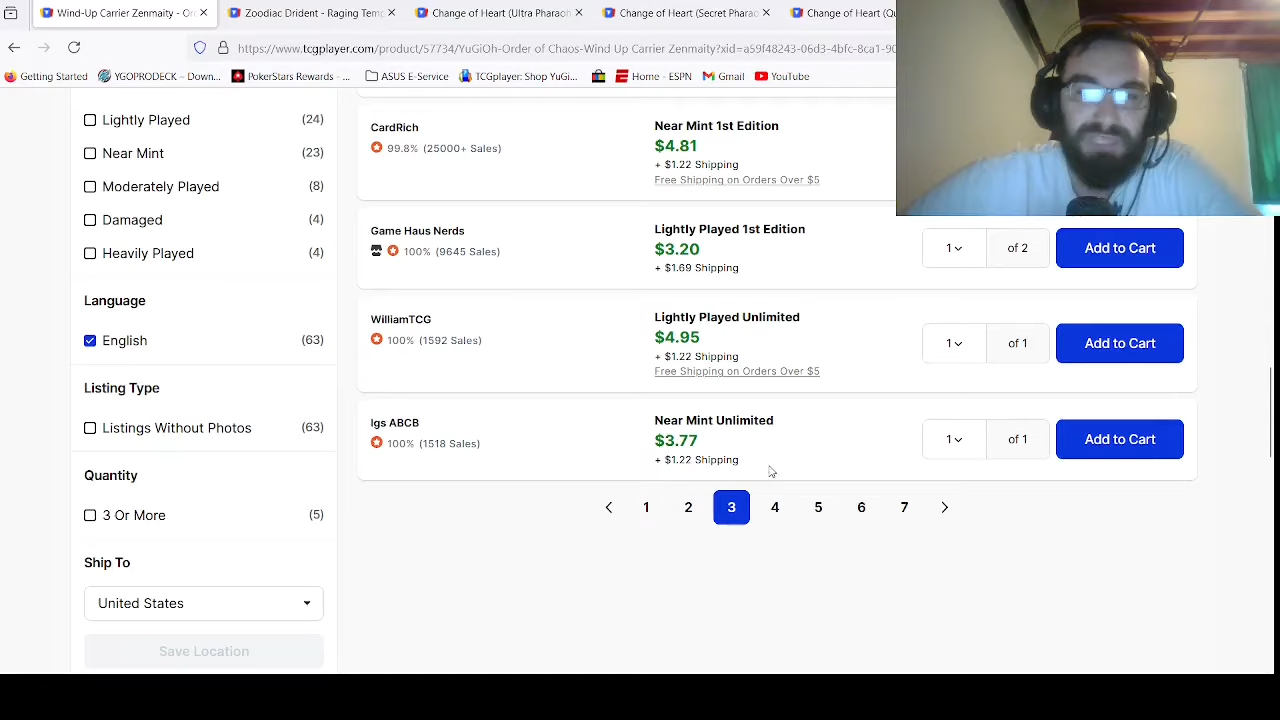 Wind-Up Carrier Zenmaity - Ord
Zoodiac Drident - Raging Temp
Change of Heart (Ultra Pharaoh
Change of Heart (Secret Pharao
Change of Heart (Qu
https://www.tcgplayer.com/product/57734/YuGiOh-Order of Chaos-Wind Up Carrier Zenmaity?xid=
Getting Started
YGOPRODECK – Down...
PokerStars Rewards - ...
ASUS E-Service
TCGplayer: Shop YuGi...
Home - ESPN
Gmail
YouTube
Lightly Played (24)
Near Mint (23)
Moderately Played (8)
Damaged (4)
Heavily Played (4)
Language
English (63)
Listing Type
Listings Without Photos (63)
Quantity
3 Or More (5)
Ship To
United States
Save Location
CardRich
99.8% (25000+ Sales)
Near Mint 1st Edition
$4.81
+ $1.22 Shipping
Free Shipping on Orders Over $5
Game Haus Nerds
100% (9645 Sales)
Lightly Played 1st Edition
$3.20
+ $1.69 Shipping
1 of 2 Add to Cart
WilliamTCG
100% (1592 Sales)
Lightly Played Unlimited
$4.95
+ $1.22 Shipping
Free Shipping on Orders Over $5
1 of 1 Add to Cart
lgs ABCB
100% (1518 Sales)
Near Mint Unlimited
$3.77
+ $1.22 Shipping
1 of 1 Add to Cart
1 2 3 4 5 6 7